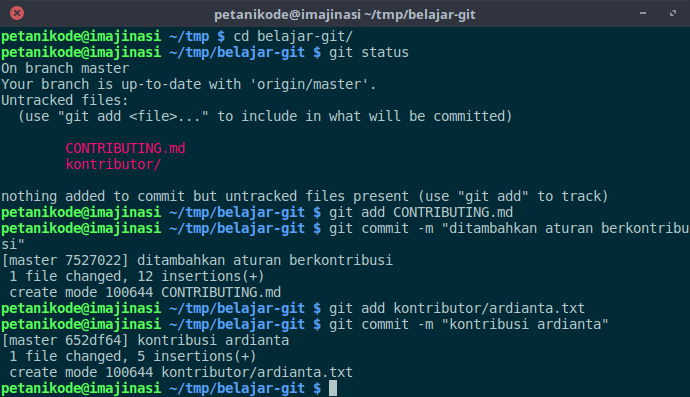 petanikode@imajinasi ~/tmp/belajar-git
petanikode@imajinasi ~/tmp $ cd belajar-git/
petanikode@imajinasi ~/tmp/belajar-git $ git status
On branch master
Your branch is up-to-date with 'origin/master'.
Untracked files:
  (use "git add <file>..." to include in what will be committed)

        CONTRIBUTING.md
        kontributor/

nothing added to commit but untracked files present (use "git add" to track)
petanikode@imajinasi ~/tmp/belajar-git $ git add CONTRIBUTING.md
petanikode@imajinasi ~/tmp/belajar-git $ git commit -m "ditambahkan aturan berkontribu
si"
[master 7527022] ditambahkan aturan berkontribusi
 1 file changed, 12 insertions(+)
 create mode 100644 CONTRIBUTING.md
petanikode@imajinasi ~/tmp/belajar-git $ git add kontributor/ardianta.txt
petanikode@imajinasi ~/tmp/belajar-git $ git commit -m "kontribusi ardianta"
[master 652df64] kontribusi ardianta
 1 file changed, 5 insertions(+)
 create mode 100644 kontributor/ardianta.txt
petanikode@imajinasi ~/tmp/belajar-git $